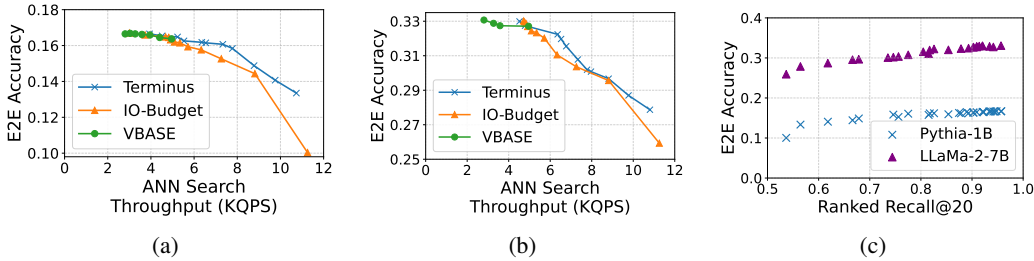 0.18
0.16
0.14
0.12
0.10
E2E Accuracy
Terminus
IO-Budget
VBASE
0 2 4 6 8 10 12
ANN Search
Throughput (KQPS)
(a)
0.33
0.31
0.29
0.27
0.25
E2E Accuracy
Terminus
IO-Budget
VBASE
0 2 4 6 8 10 12
ANN Search
Throughput (KQPS)
(b)
0.4
0.3
0.2
0.1
0.0
E2E Accuracy
Pythia-1B
LLaMa-2-7B
0.5 0.6 0.7 0.8 0.9 1.0
Ranked Recall@20
(c)